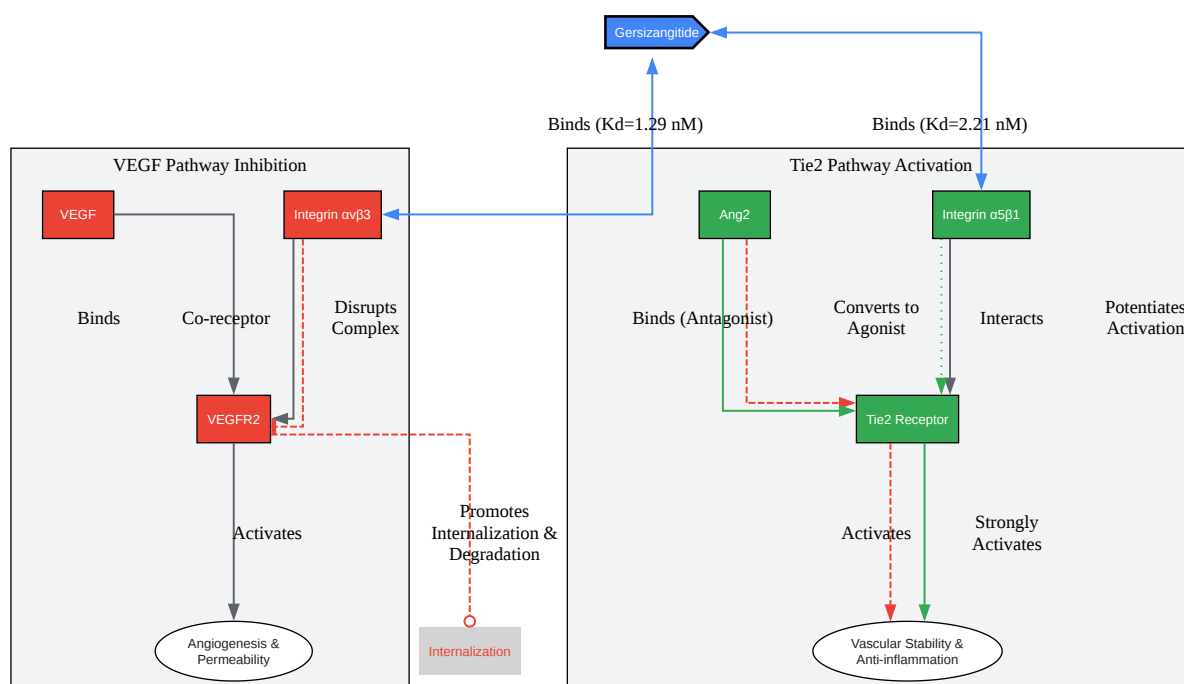 Gersizangitide
Binds (Kd=1.29 nM)
Binds (Kd=2.21 nM)
VEGF Pathway Inhibition
Tie2 Pathway Activation
VEGF
Integrin αvβ3
Ang2
Integrin α5β1
Binds
Co-receptor
Disrupts
Complex
Binds (Antagonist)
Converts to
Agonist
Interacts
Potentiates
Activation
VEGFR2
Tie2 Receptor
Activates
Promotes
Internalization &
Degradation
Activates
Strongly
Activates
Angiogenesis &
Permeability
Internalization
Vascular Stability &
Anti-inflammation